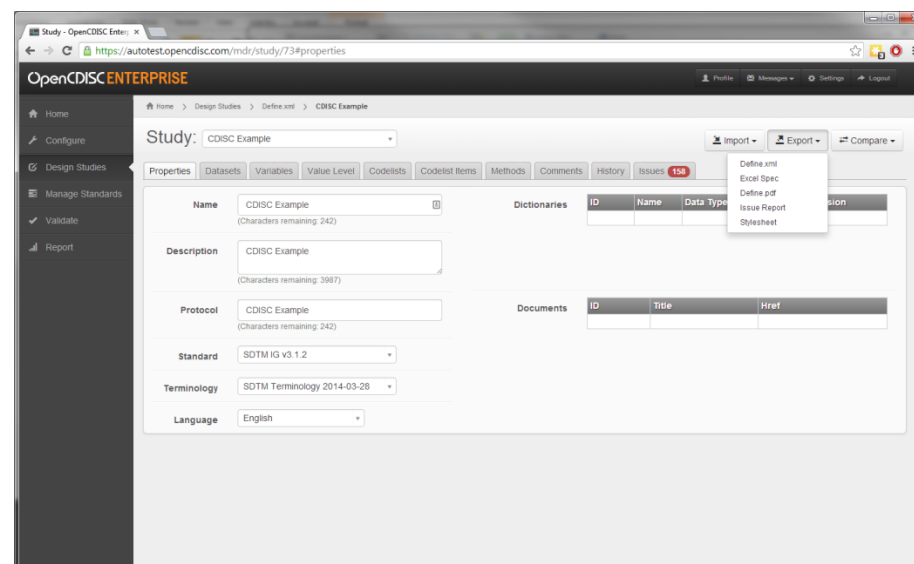 Study - OpenCDISC Enter
https://autotest.opencdisc.com/mdr/study/73#properties
OpenCDISC ENTERPRISE
Profile Messages Settings Logout
Home > Design Studies > Define.xml > CDISC Example
Home
Configure
Design Studies
Manage Standards
Validate
Report
Study: CDISC Example
Import Export Compare
Define.xml
Excel Spec
Define.pdf
Issue Report
Stylesheet
Properties Datasets Variables Value Level Codelists Codelist Items Methods Comments History Issues 158
Name CDISC Example
(Characters remaining: 242)
Description CDISC Example
(Characters remaining: 3987)
Protocol CDISC Example
(Characters remaining: 242)
Standard SDTM IG v3.1.2
Terminology SDTM Terminology 2014-03-28
Language English
Dictionaries ID Name Data Type
Documents ID Title Href